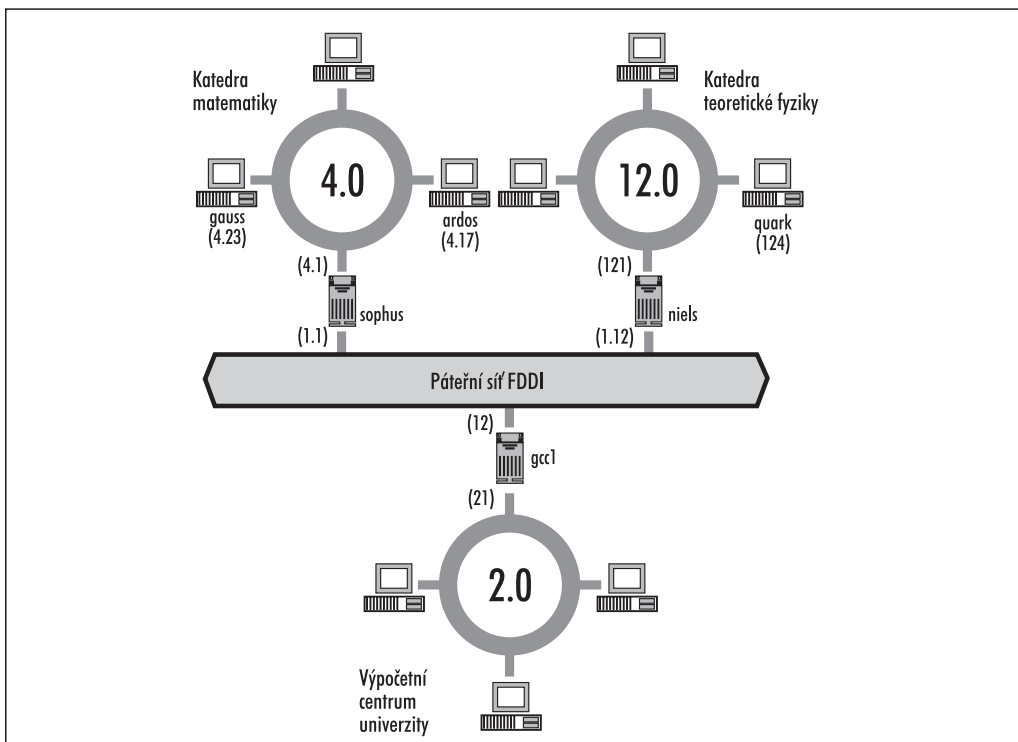 Katedra
matematiky
Katedra
teoretické fyziky
4.0
12.0
gauss
(4.23)
ardos
(4.17)
quark
(124)
(4.1)
sophus
(1.1)
(121)
niels
(1.12)
Páteřní síť FDDI
(12)
gcc1
(21)
2.0
Výpočetní
centrum
univerzity